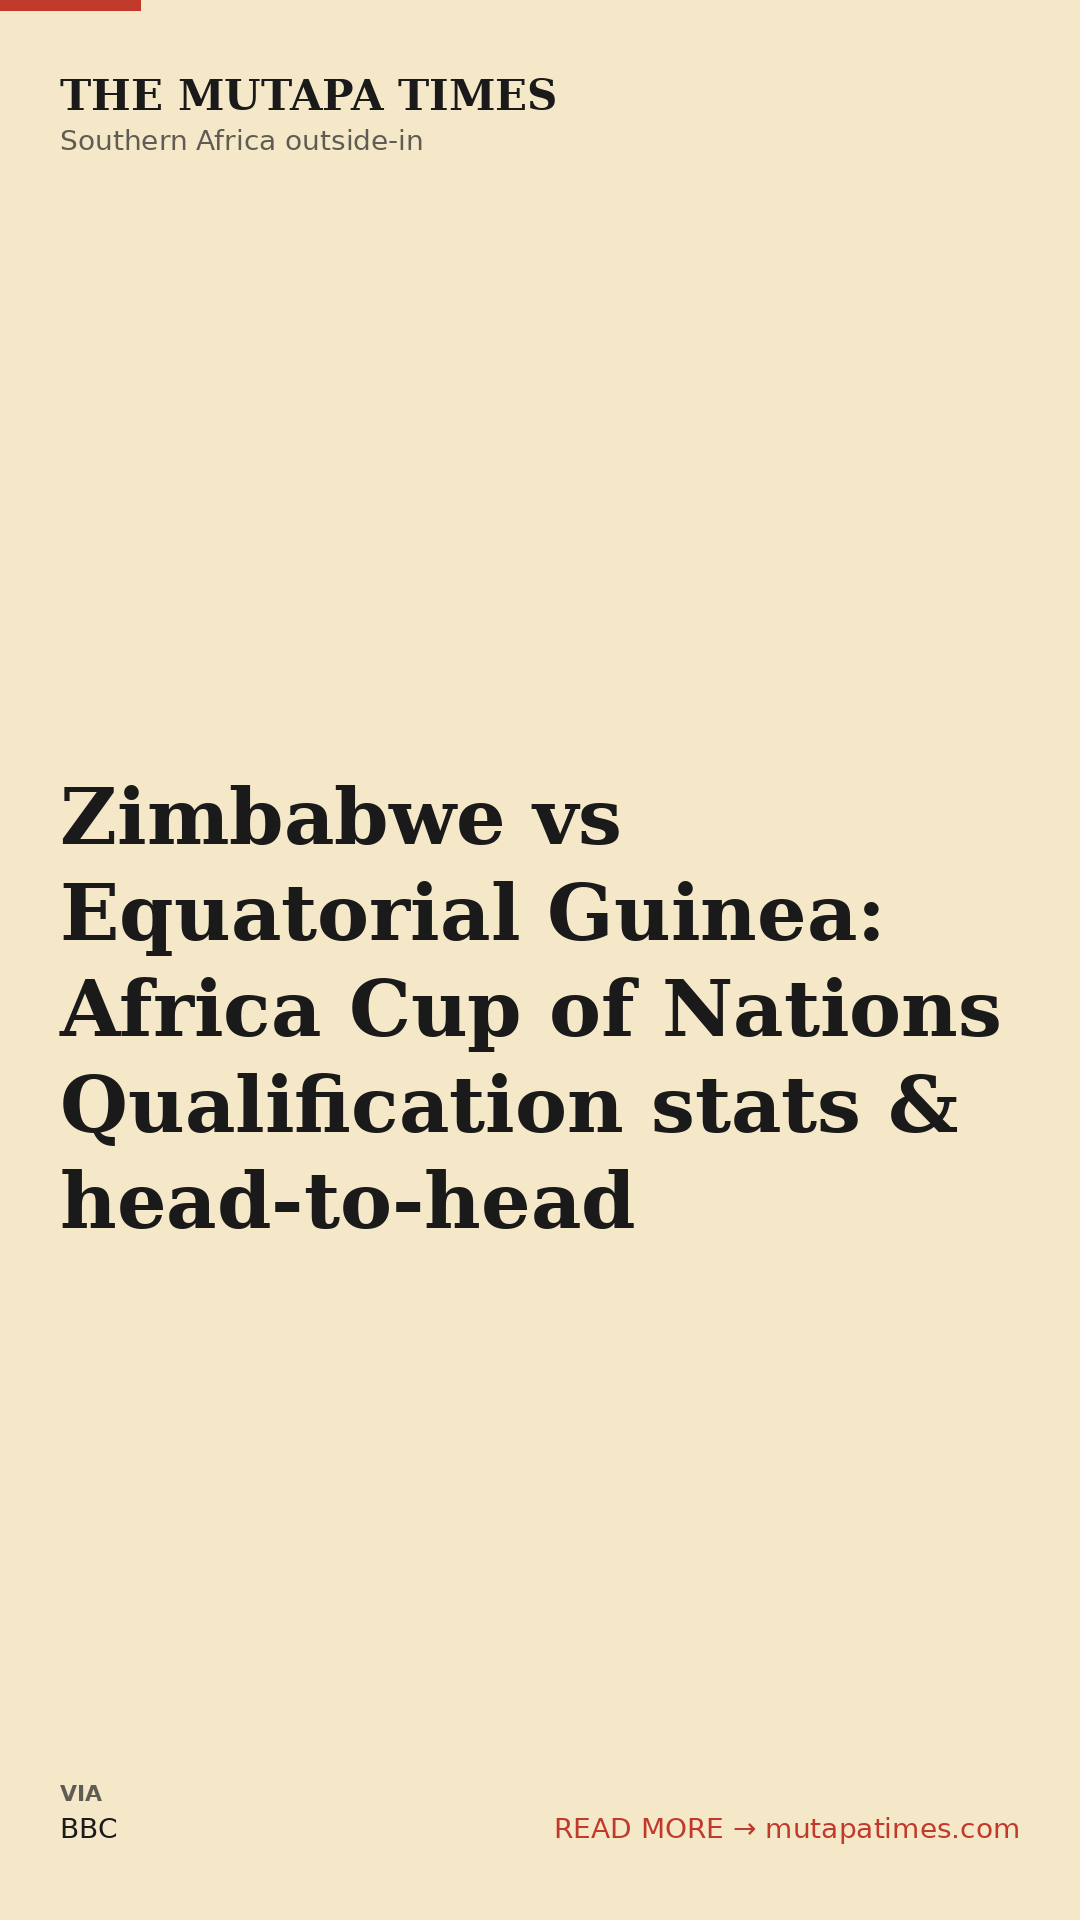 THE MUTAPA TIMES
Southern Africa outside-in
Zimbabwe vs
Equatorial Guinea:
Africa Cup of Nations
Qualification stats &
head-to-head
VIA
BBC
READ MORE → mutapatimes.com